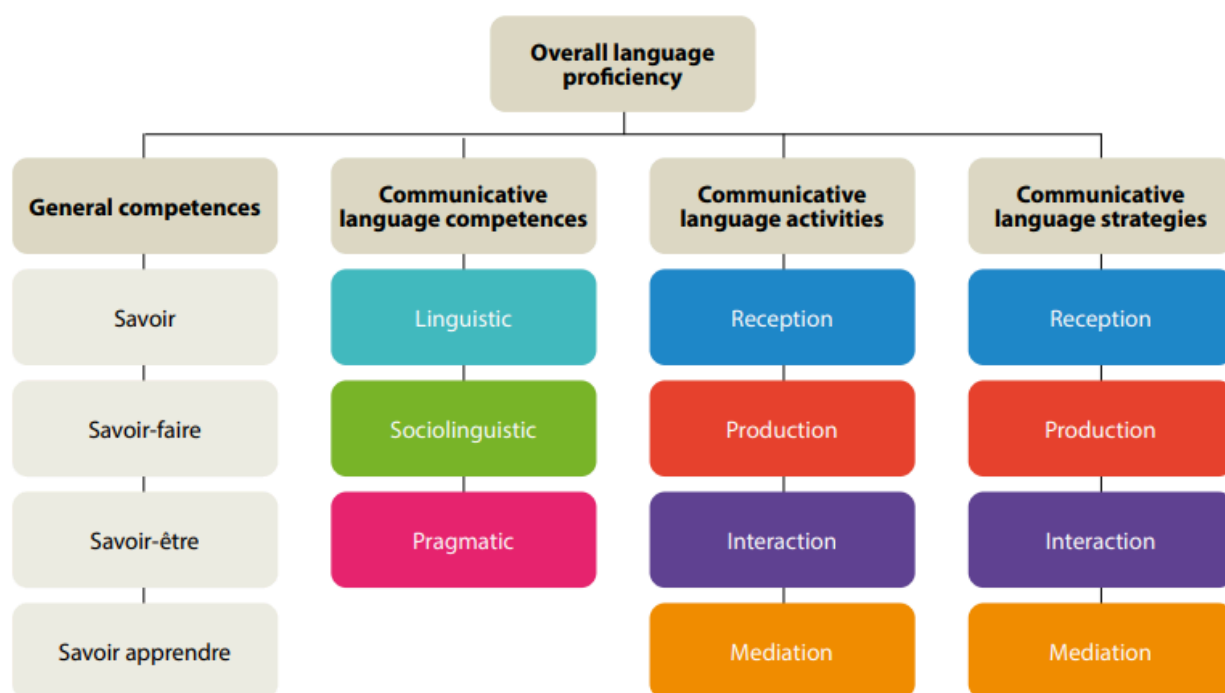 Overall language
proficiency
General competences
Communicative
language competences
Communicative
language activities
Communicative
language strategies
Savoir
Linguistic
Reception
Reception
Savoir-faire
Sociolinguistic
Production
Production
Savoir-être
Pragmatic
Interaction
Interaction
Savoir apprendre
Mediation
Mediation